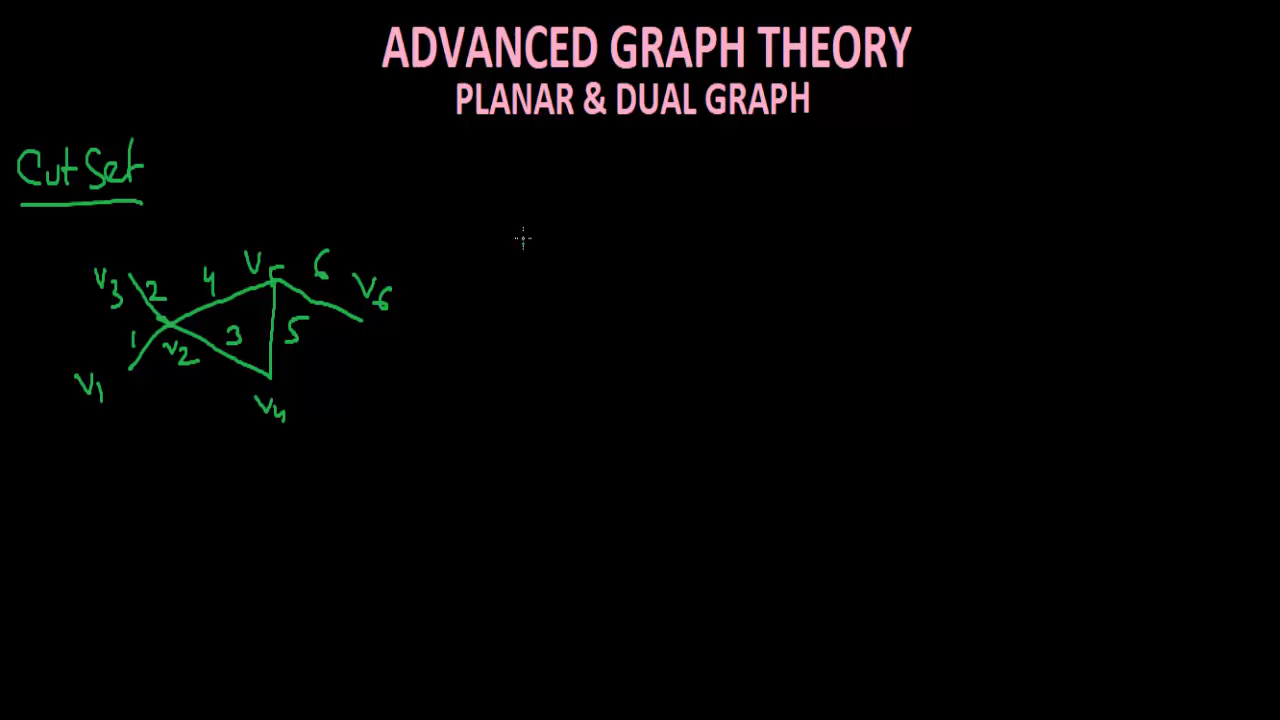 ADVANCED GRAPH THEORY
PLANAR & DUAL GRAPH
Cut Set
V3 2 4 V5 6 V6
1 V2 3 5
V1
V4